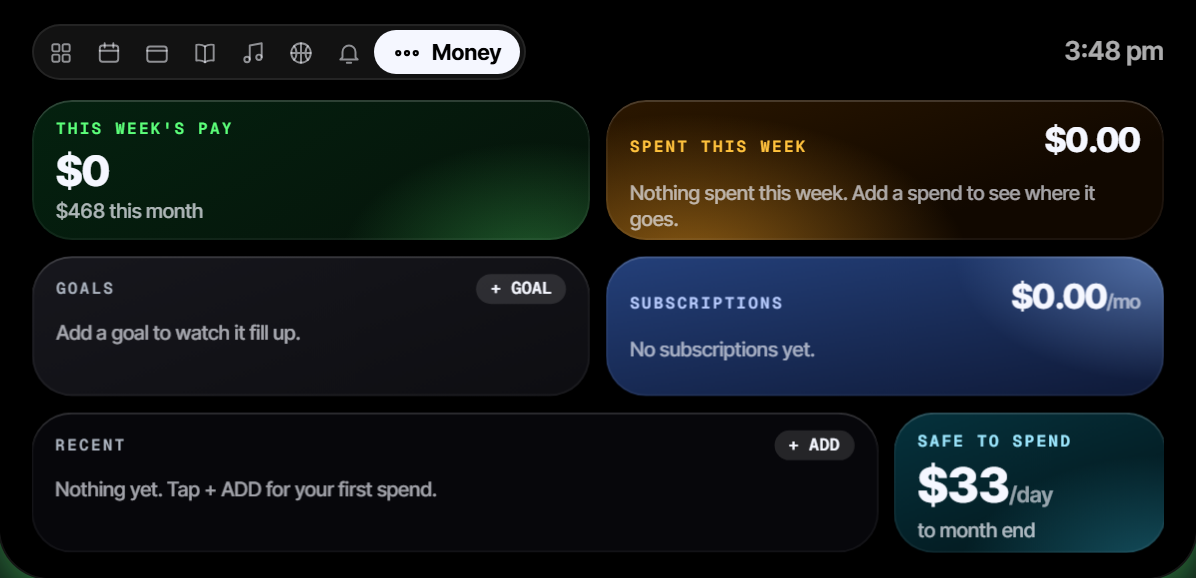 Money
3:48 pm
THIS WEEK'S PAY
$0
$468 this month
SPENT THIS WEEK
$0.00
Nothing spent this week. Add a spend to see where it
goes.
GOALS
+ GOAL
Add a goal to watch it fill up.
SUBSCRIPTIONS
$0.00/mo
No subscriptions yet.
RECENT
+ ADD
Nothing yet. Tap + ADD for your first spend.
SAFE TO SPEND
$33/day
to month end